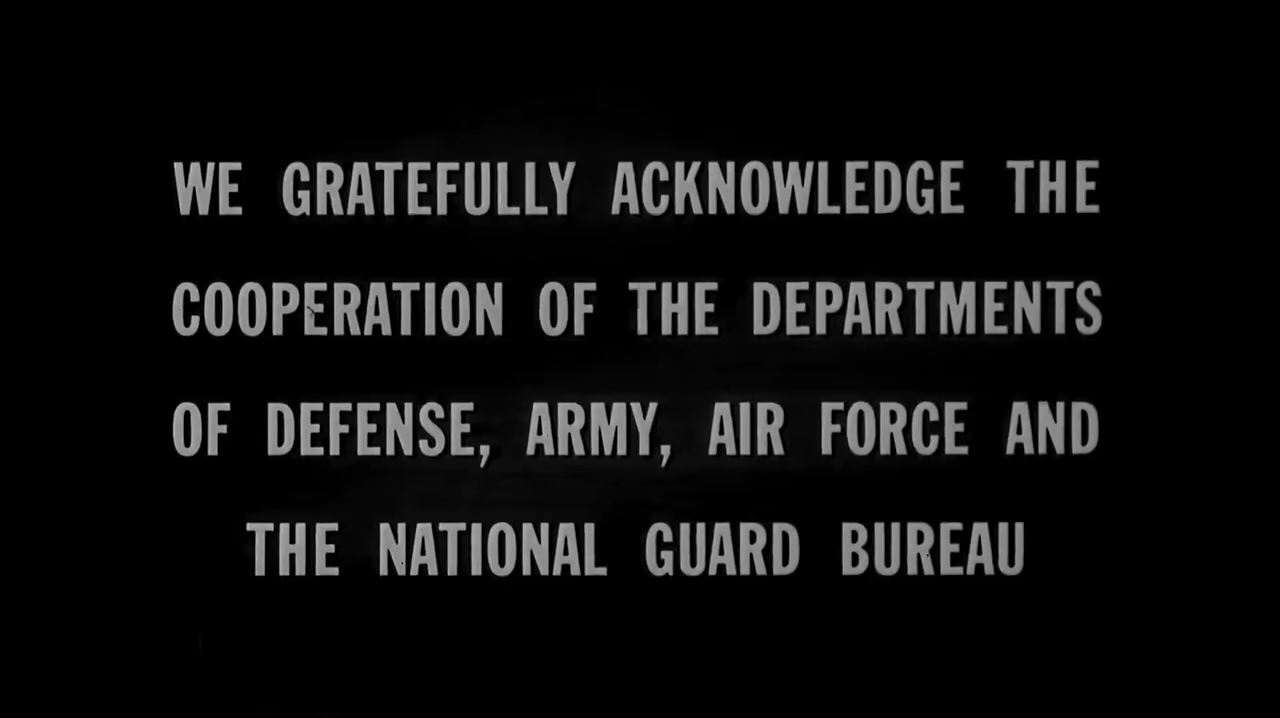 WE GRATEFULLY ACKNOWLEDGE THE
COOPERATION OF THE DEPARTMENTS
OF DEFENSE, ARMY, AIR FORCE AND
THE NATIONAL GUARD BUREAU